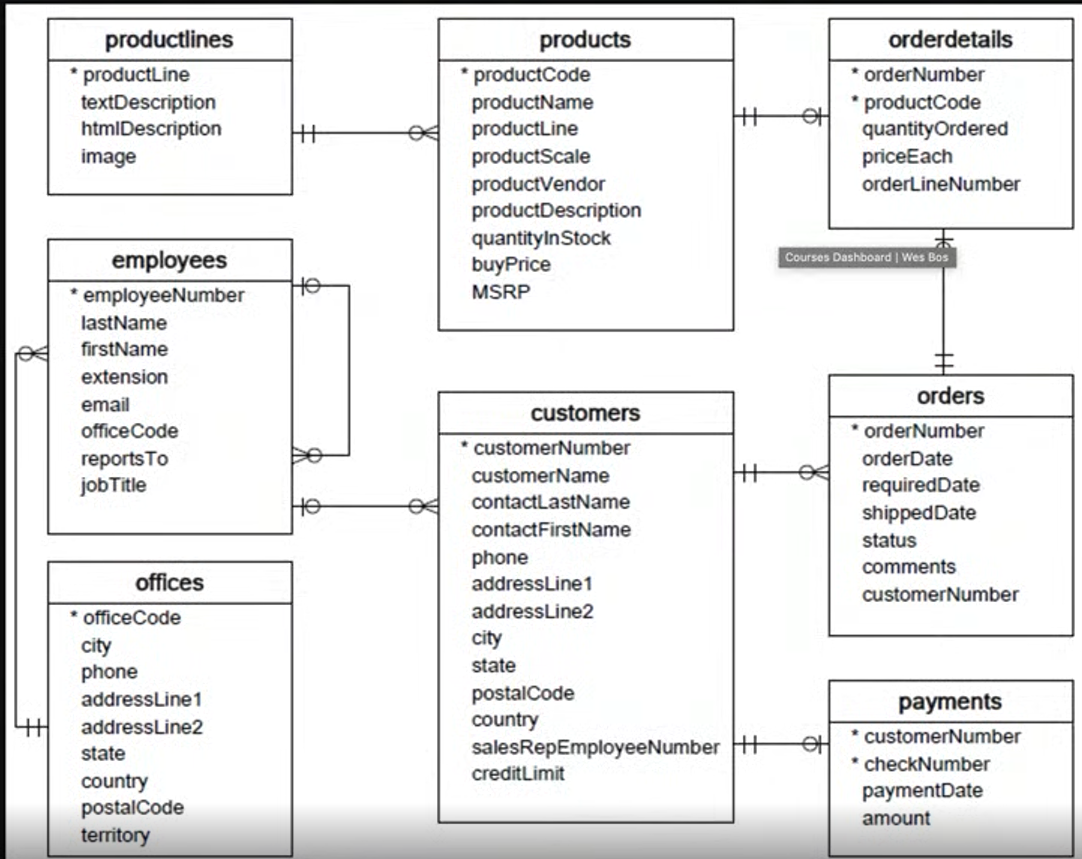 productlines
* productLine
textDescription
htmlDescription
image
products
* productCode
productName
productLine
productScale
productVendor
productDescription
quantityInStock
buyPrice
MSRP
orderdetails
* orderNumber
* productCode
quantityOrdered
priceEach
orderLineNumber
Courses Dashboard | Wes Bos
employees
* employeeNumber
lastName
firstName
extension
email
officeCode
reportsTo
jobTitle
customers
* customerNumber
customerName
contactLastName
contactFirstName
phone
addressLine1
addressLine2
city
state
postalCode
country
salesRepEmployeeNumber
creditLimit
orders
* orderNumber
orderDate
requiredDate
shippedDate
status
comments
customerNumber
offices
* officeCode
city
phone
addressLine1
addressLine2
state
country
postalCode
territory
payments
* customerNumber
* checkNumber
paymentDate
amount